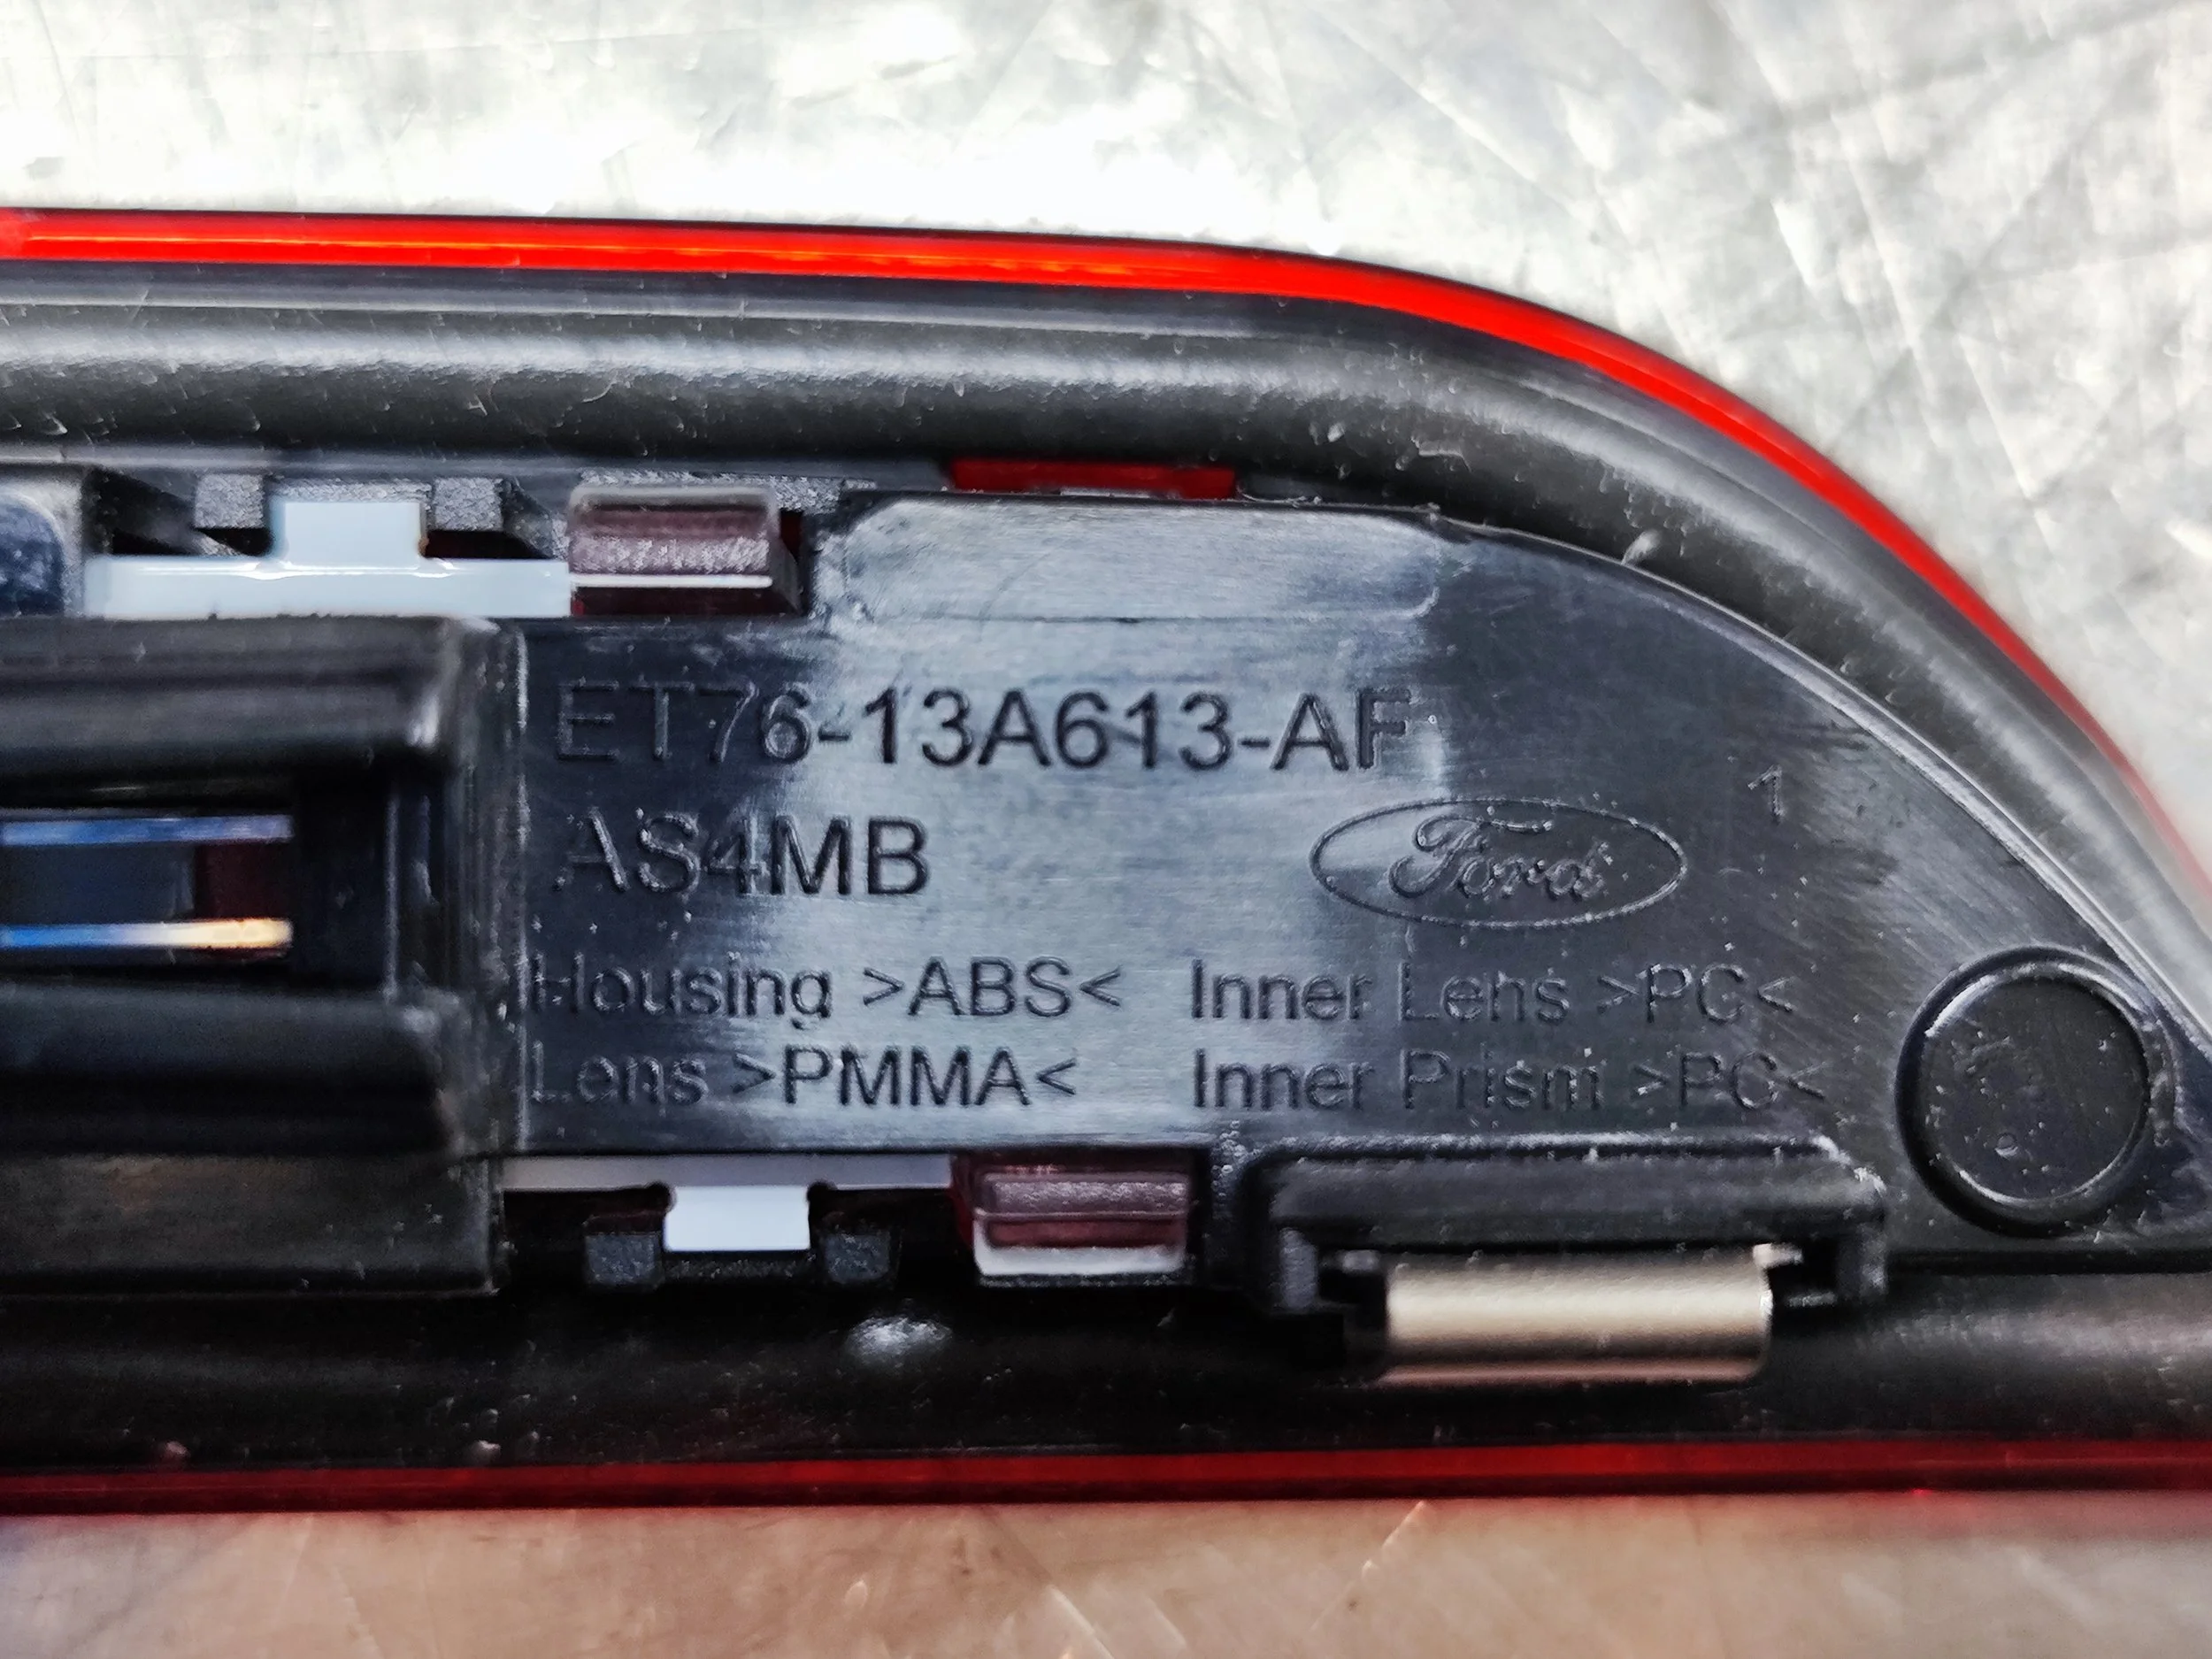 ET76-13A613-AF
1
AS4MB
Ford
Housing >ABS< Inner Lens >PC<
Lens >PMMA< Inner Prism >PC<